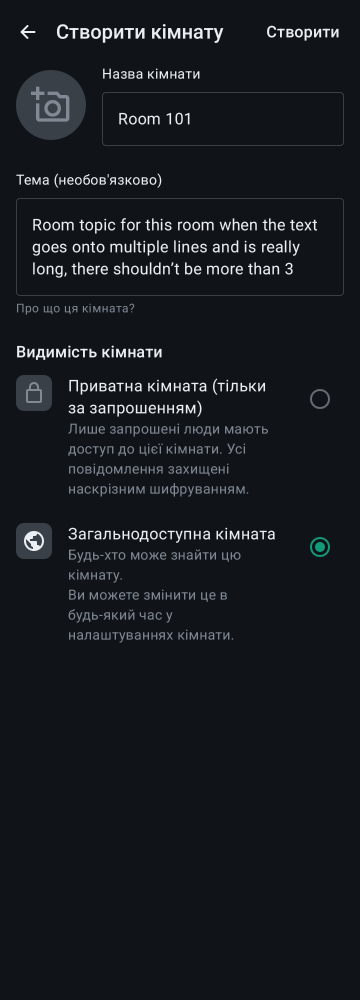 Створити кімнату
Створити
Назва кімнати
Room 101
Тема (необов'язково)
Room topic for this room when the text
goes onto multiple lines and is really
long, there shouldn’t be more than 3
Про що ця кімната?
Видимість кімнати
Приватна кімната (тільки
за запрошенням)
Лише запрошені люди мають
доступ до цієї кімнати. Усі
повідомлення захищені
наскрізним шифруванням.
Загальнодоступна кімната
Будь-хто може знайти цю
кімнату.
Ви можете змінити це в
будь-який час у
налаштуваннях кімнати.